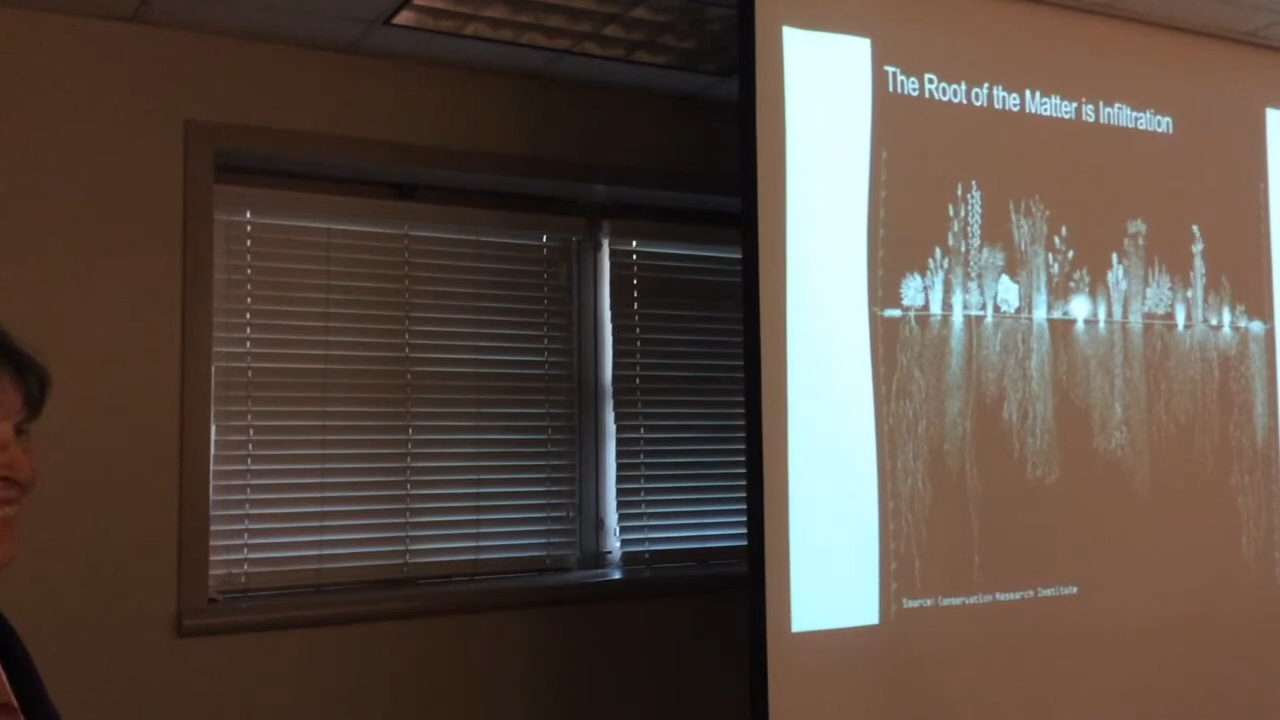 The Root of the Matter is Infiltration
Source: Conservation Research Institute